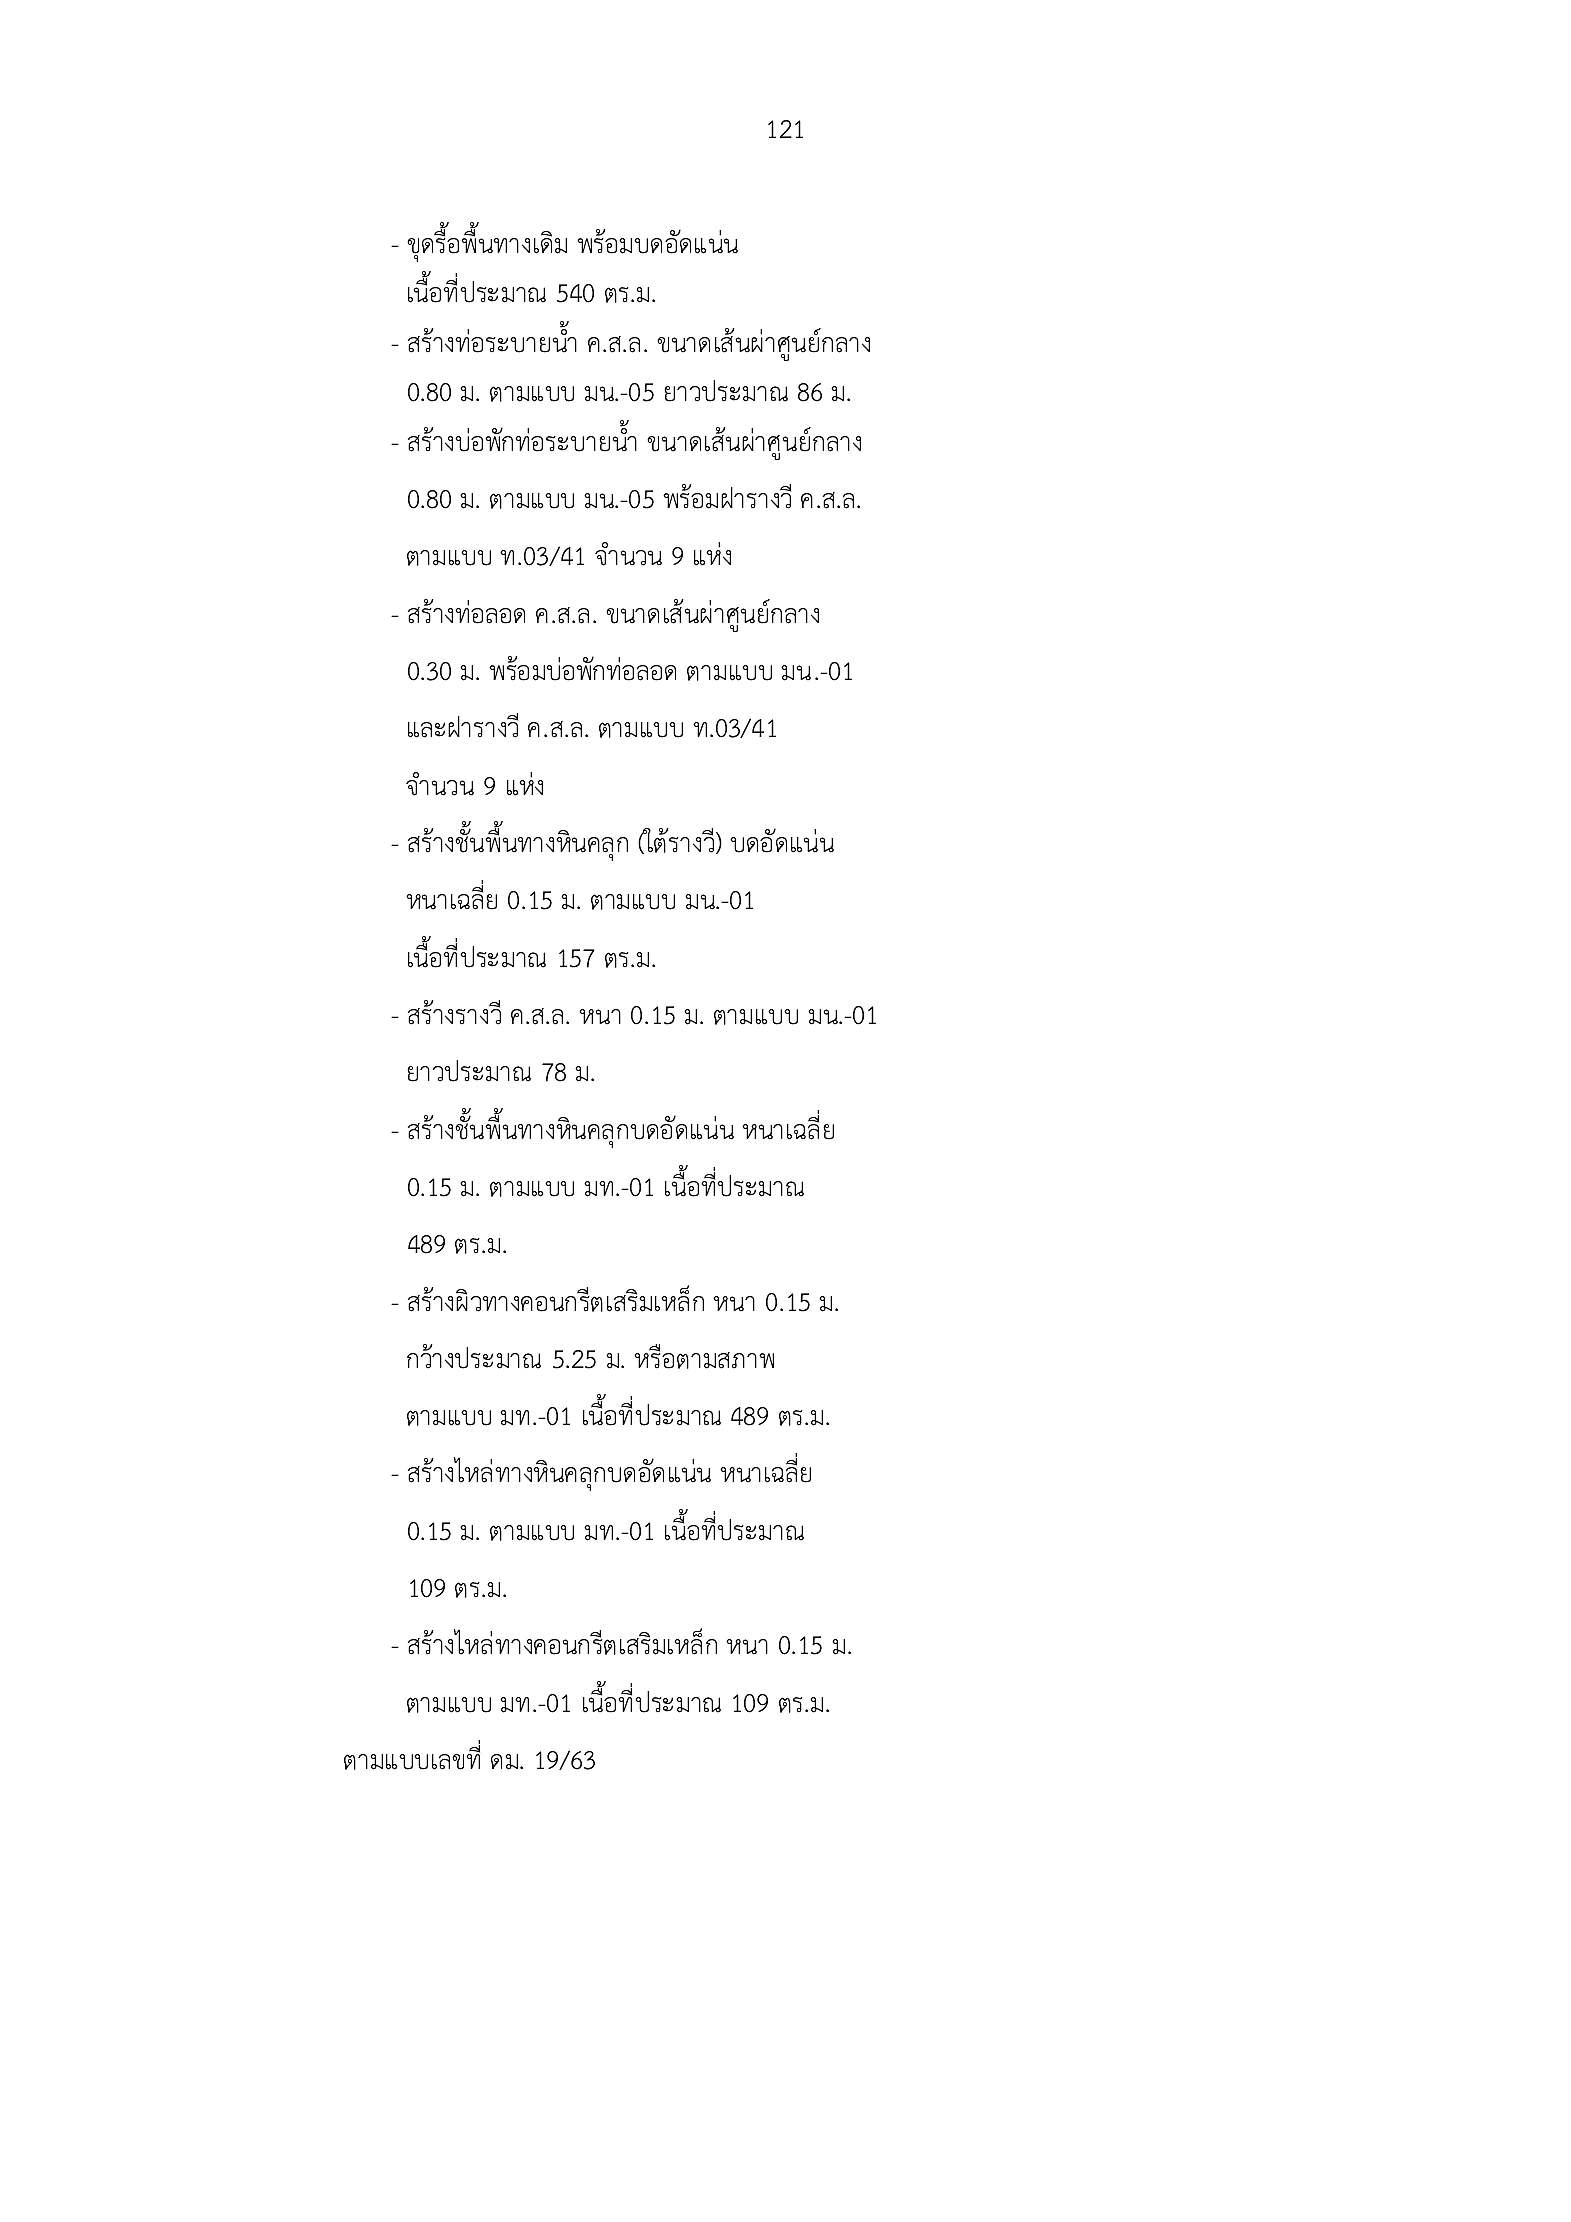 121
- ขุดรื้อพื้นทางเดิม พร้อมบดอัดแน่น
เนื้อที่ประมาณ 540 ตร.ม.
- สร้างท่อระบายน้ำ ค.ส.ล. ขนาดเส้นผ่าศูนย์กลาง
0.80 ม. ตามแบบ มน.-05 ยาวประมาณ 86 ม.
- สร้างบ่อพักท่อระบายน้ำ ขนาดเส้นผ่าศูนย์กลาง
0.80 ม. ตามแบบ มน.-05 พร้อมฝารางวี ค.ส.ล.
ตามแบบ ท.03/41 จำนวน 9 แห่ง
- สร้างท่อลอด ค.ส.ล. ขนาดเส้นผ่าศูนย์กลาง
0.30 ม. พร้อมบ่อพักท่อลอด ตามแบบ มน.-01
และฝารางวี ค.ส.ล. ตามแบบ ท.03/41
จำนวน 9 แห่ง
- สร้างชั้นพื้นทางหินคลุก (ใต้รางวี) บดอัดแน่น
หนาเฉลี่ย 0.15 ม. ตามแบบ มน.-01
เนื้อที่ประมาณ 157 ตร.ม.
- สร้างรางวี ค.ส.ล. หนา 0.15 ม. ตามแบบ มน.-01
ยาวประมาณ 78 ม.
- สร้างชั้นพื้นทางหินคลุกบดอัดแน่น หนาเฉลี่ย
0.15 ม. ตามแบบ มท.-01 เนื้อที่ประมาณ
489 ตร.ม.
- สร้างผิวทางคอนกรีตเสริมเหล็ก หนา 0.15 ม.
กว้างประมาณ 5.25 ม. หรือตามสภาพ
ตามแบบ มท.-01 เนื้อที่ประมาณ 489 ตร.ม.
- สร้างไหล่ทางหินคลุกบดอัดแน่น หนาเฉลี่ย
0.15 ม. ตามแบบ มท.-01 เนื้อที่ประมาณ
109 ตร.ม.
- สร้างไหล่ทางคอนกรีตเสริมเหล็ก หนา 0.15 ม.
ตามแบบ มท.-01 เนื้อที่ประมาณ 109 ตร.ม.
ตามแบบเลขที่ ดม. 19/63